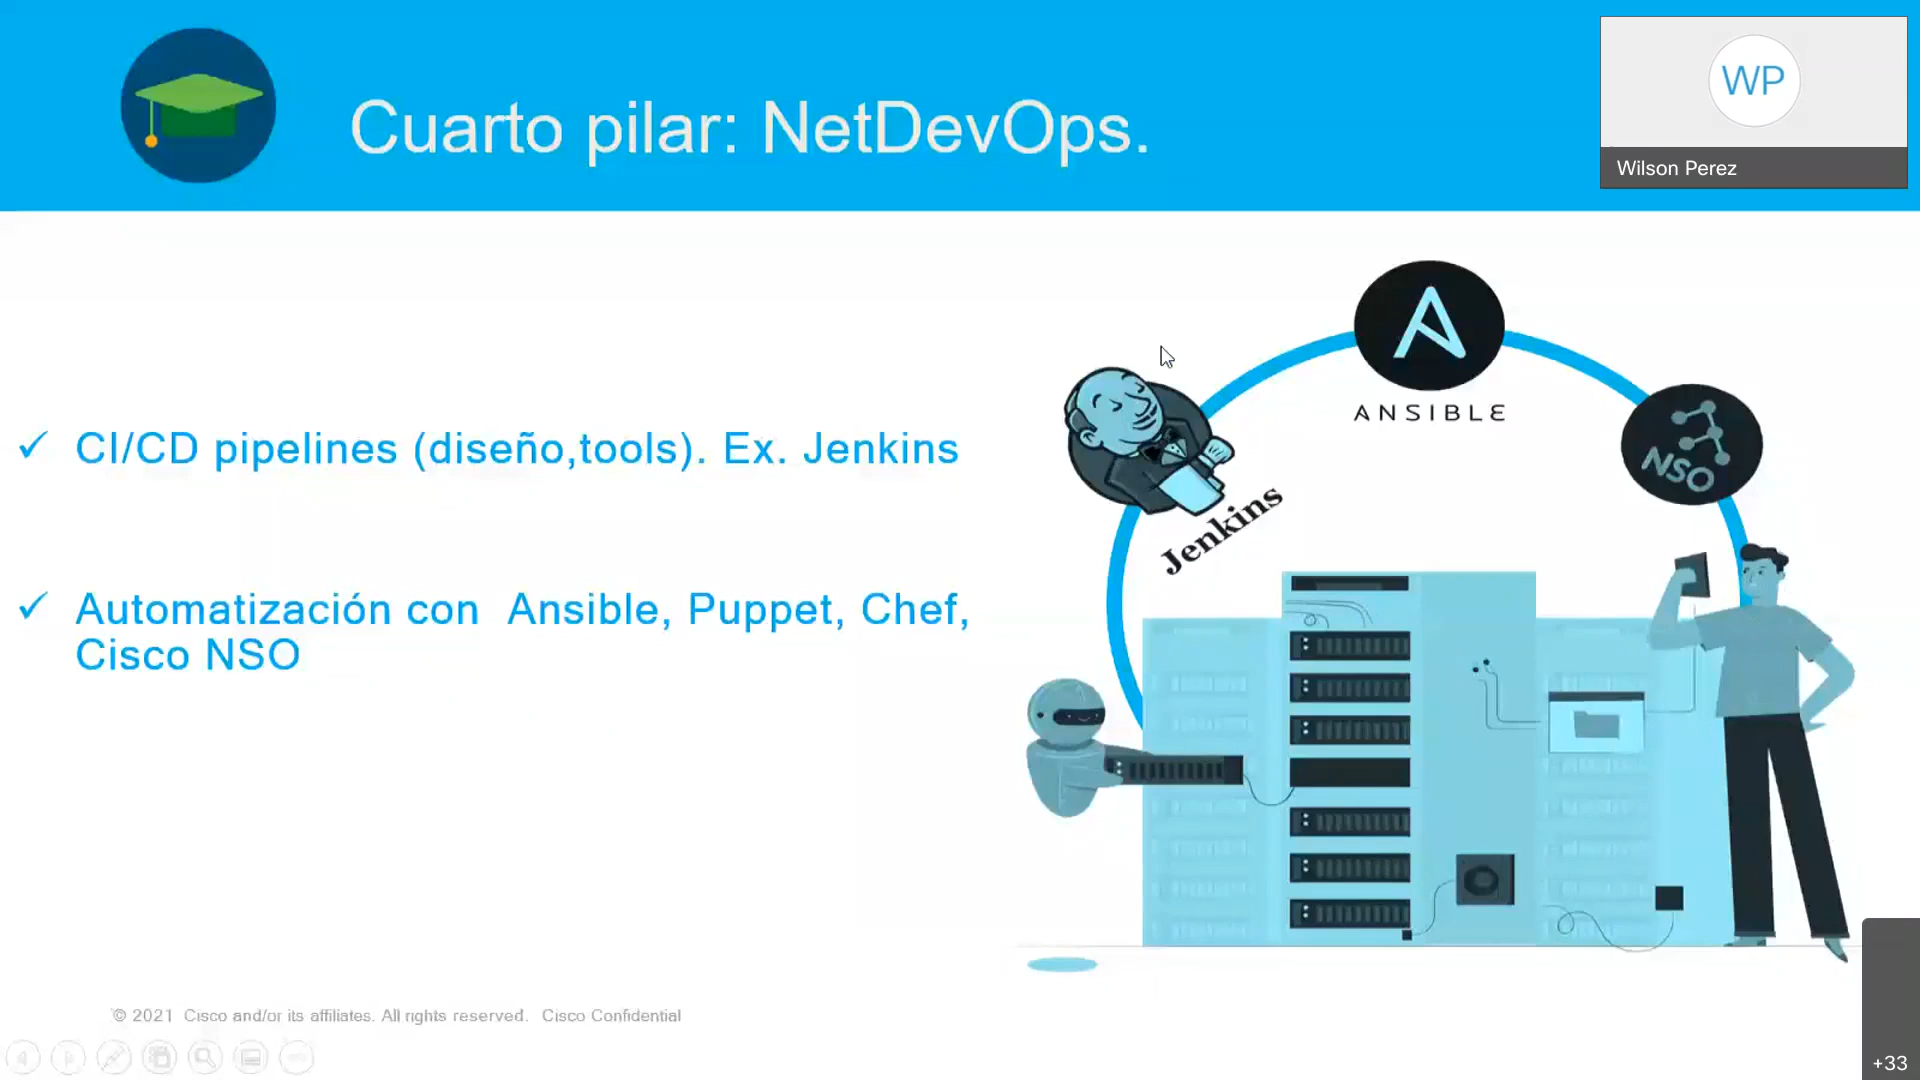 Cuarto pilar: NetDevOps.
WP
Wilson Perez
ANSIBLE
NSO
Jenkins
✓ CI/CD pipelines (diseño,tools). Ex. Jenkins
✓ Automatización con  Ansible, Puppet, Chef,
Cisco NSO
© 2021  Cisco and/or its affiliates. All rights reserved.   Cisco Confidential
+33